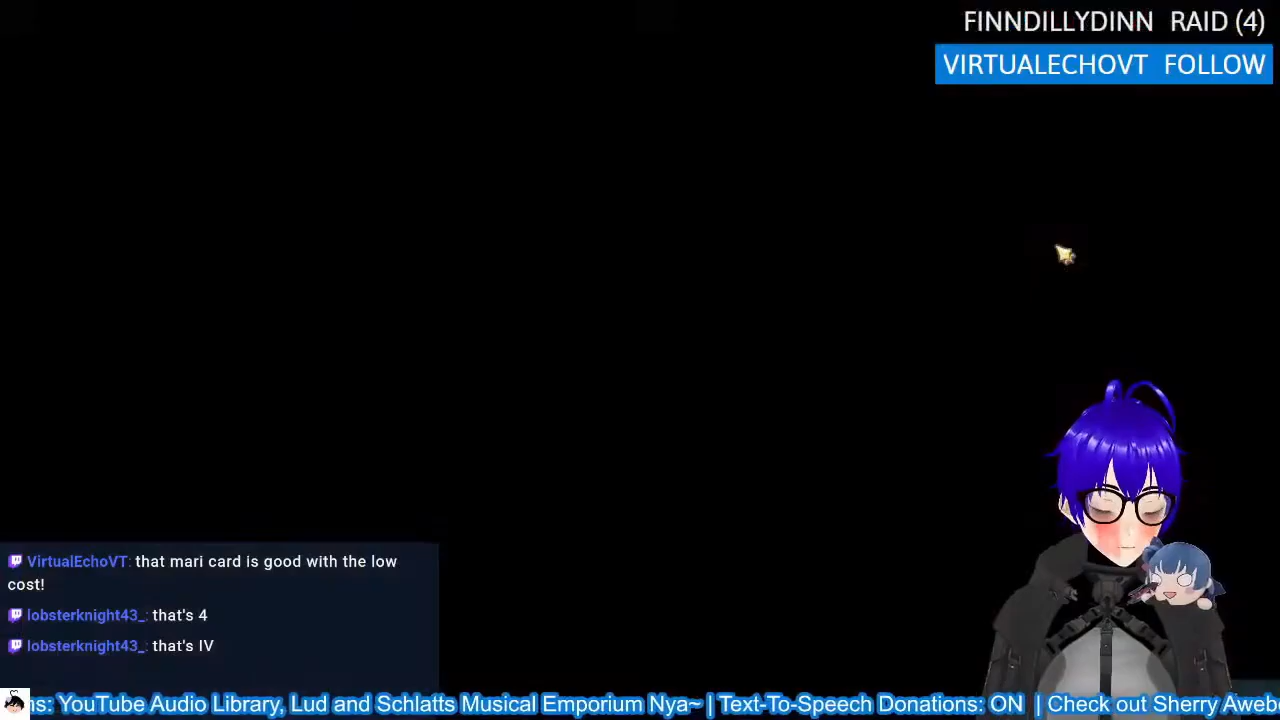 FINNDILLYDINN RAID (4)
VIRTUALECHOVT FOLLOW
VirtualEchoVT: that mari card is good with the low
cost!
lobsterknight43_: that's 4
lobsterknight43_: that's IV
ns: YouTube Audio Library, Lud and Schlatts Musical Emporium Nya~ | Text-To-Speech Donations: ON | Check out Sherry Aweb